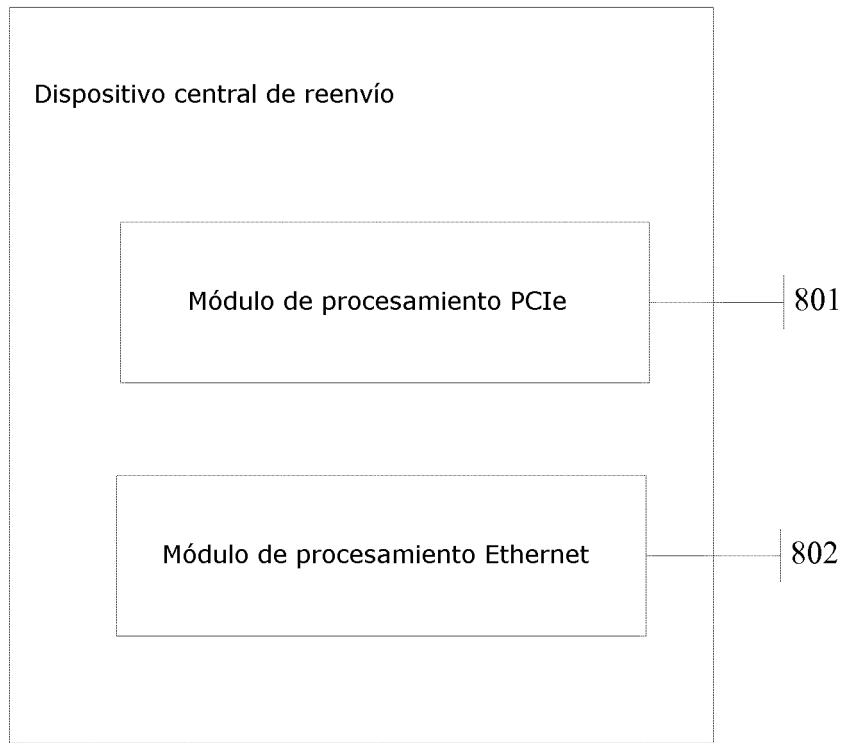 Dispositivo central de reenvío
Módulo de procesamiento PCIe
801
Módulo de procesamiento Ethernet
802